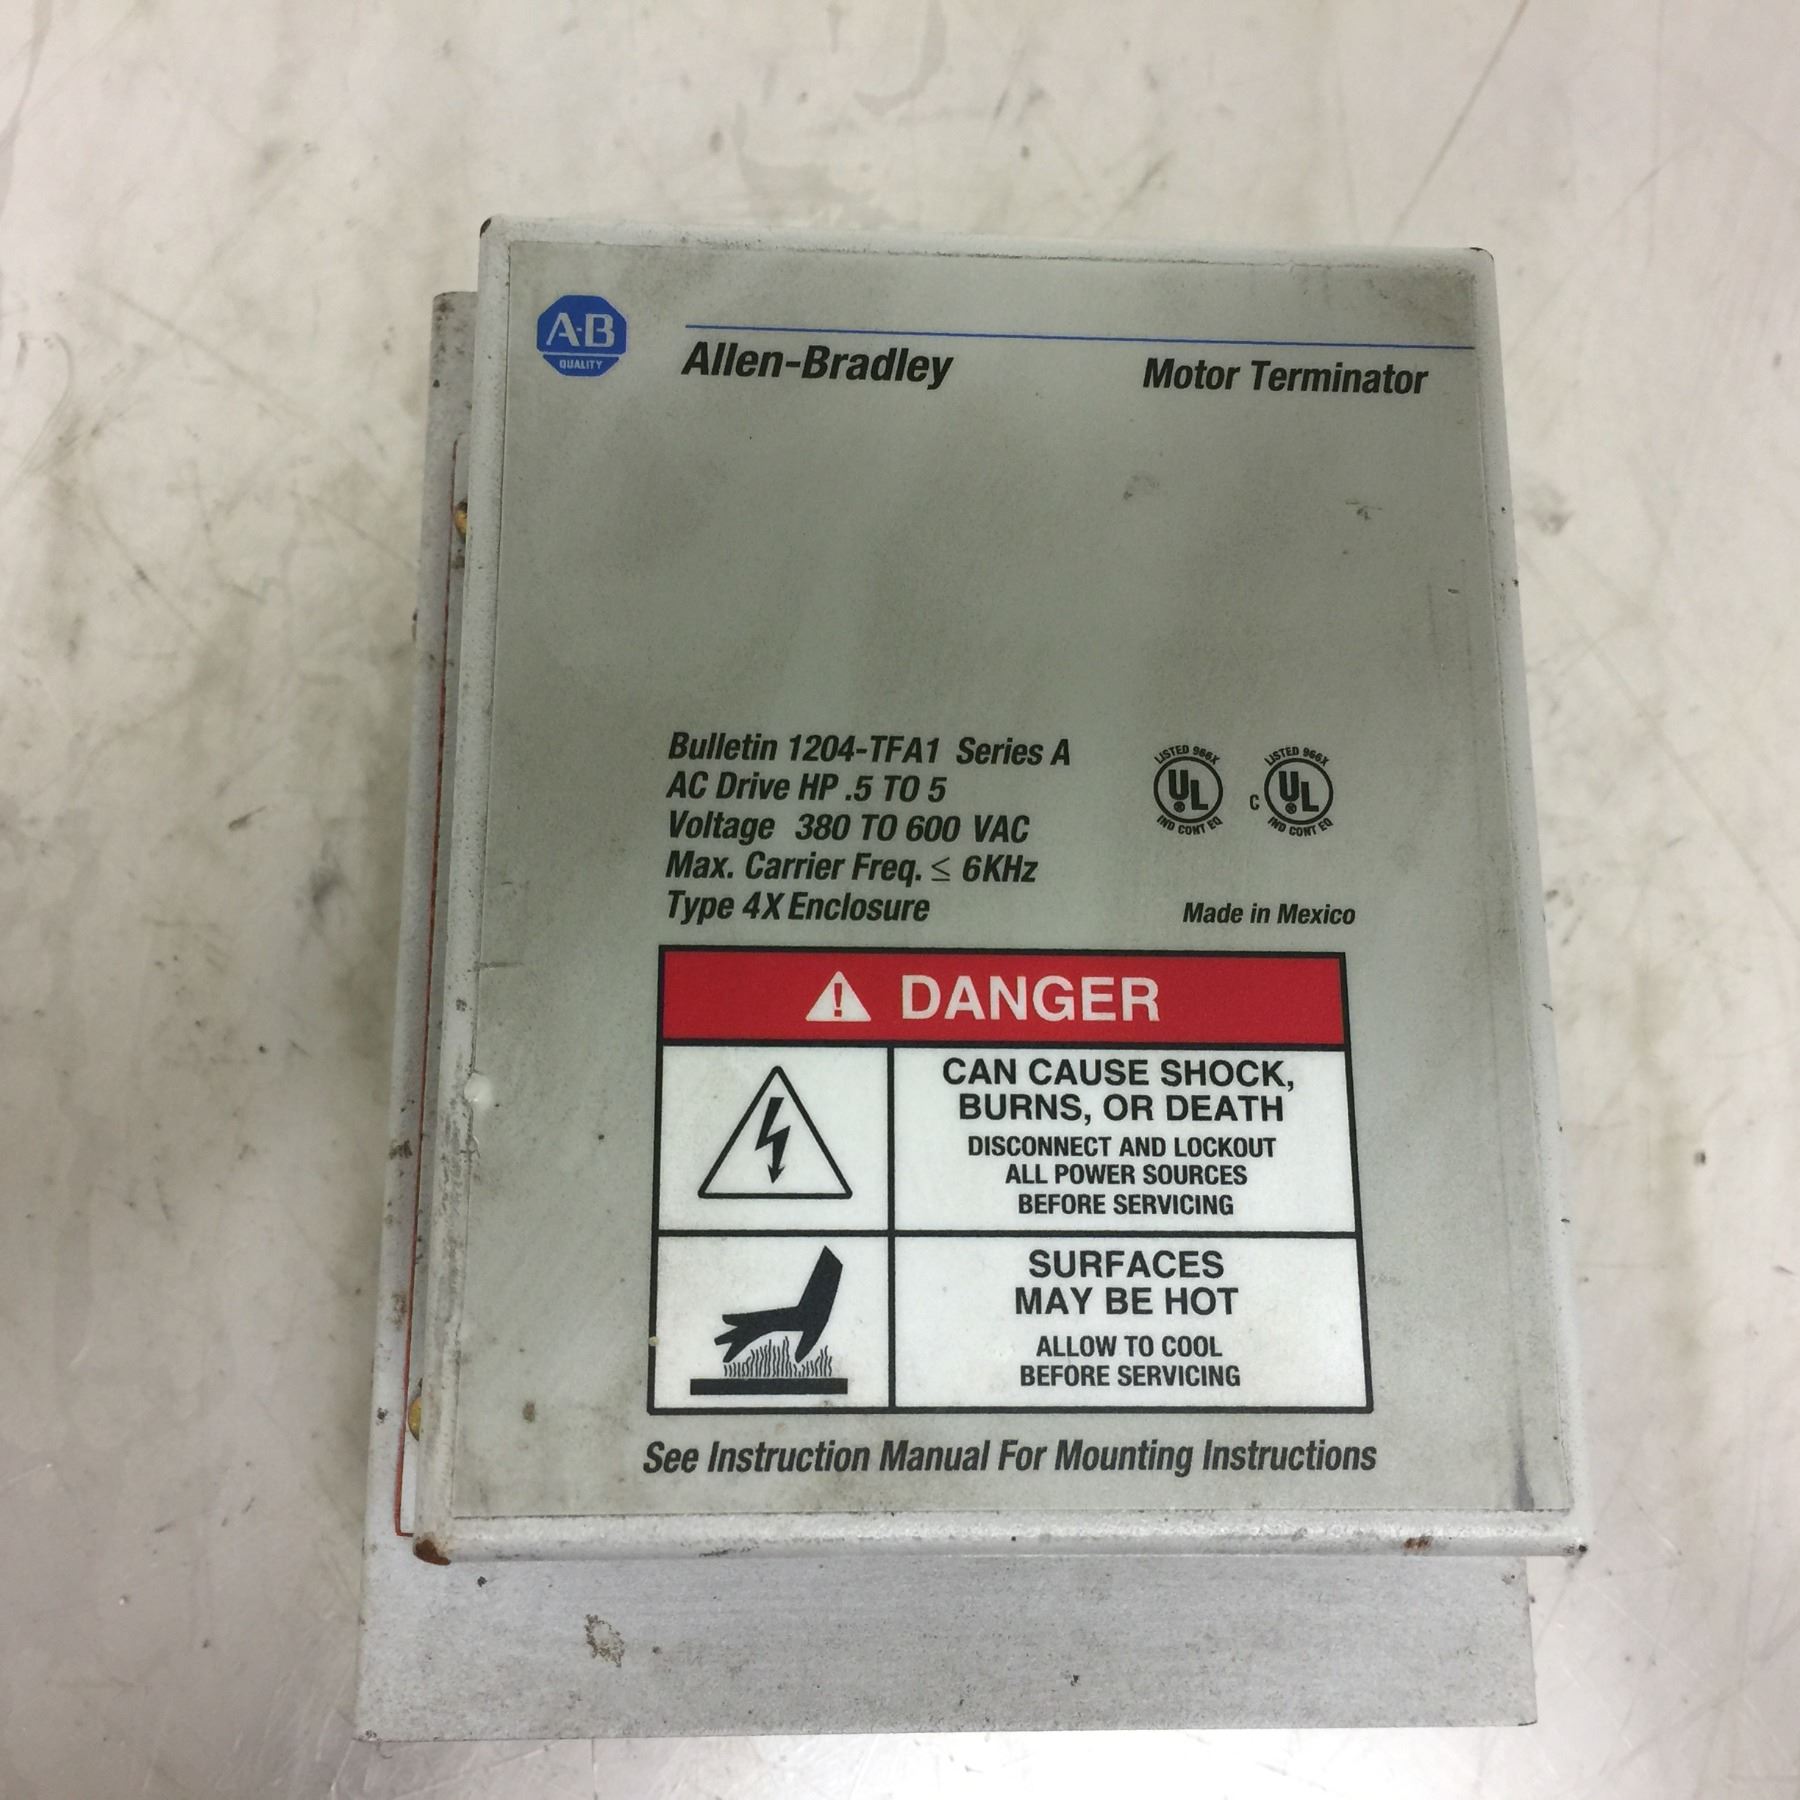 A-B
QUALITY
Allen-Bradley
Motor Terminator
Bulletin 1204-TFA1 Series A
AC Drive HP .5 TO 5
Voltage 380 TO 600 VAC
Max. Carrier Freq. ≤ 6KHz
Type 4X Enclosure
LISTED 966X
UL
®
IND CONT EQ
LISTED 966X
C UL
®
IND CONT EQ
Made in Mexico
! DANGER
CAN CAUSE SHOCK,
BURNS, OR DEATH
DISCONNECT AND LOCKOUT
ALL POWER SOURCES
BEFORE SERVICING
SURFACES
MAY BE HOT
ALLOW TO COOL
BEFORE SERVICING
See Instruction Manual For Mounting Instructions